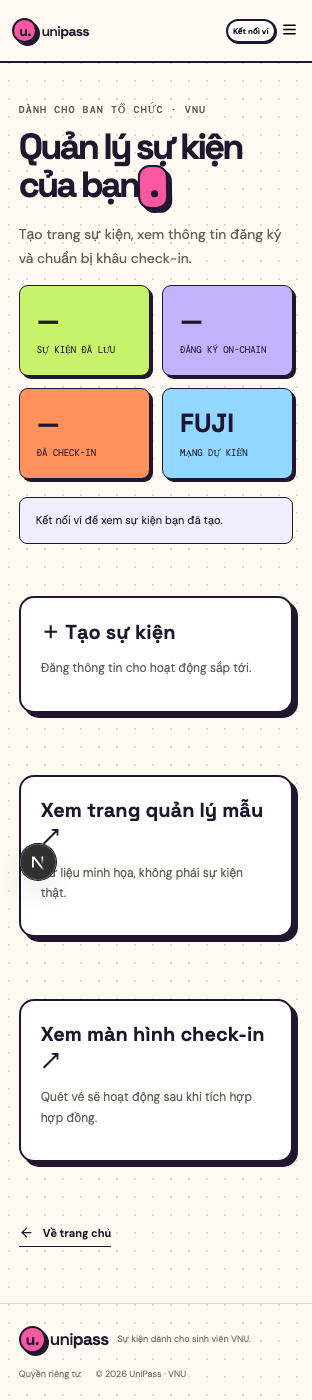 u. unipass
Kết nối ví
DÀNH CHO BAN TỔ CHỨC · VNU
Quản lý sự kiện
của bạn.
Tạo trang sự kiện, xem thông tin đăng ký
và chuẩn bị khâu check-in.
—
—
SỰ KIỆN ĐÃ LƯU
ĐĂNG KÝ ON-CHAIN
—
FUJI
ĐÃ CHECK-IN
MẠNG DỰ KIẾN
Kết nối ví để xem sự kiện bạn đã tạo.
+ Tạo sự kiện
Đăng thông tin cho hoạt động sắp tới.
Xem trang quản lý mẫu
↗
N
liệu minh họa, không phải sự kiện
thật.
Xem màn hình check-in
↗
Quét vé sẽ hoạt động sau khi tích hợp
hợp đồng.
← Về trang chủ
u. unipass Sự kiện dành cho sinh viên VNU.
Quyền riêng tư © 2026 UniPass · VNU